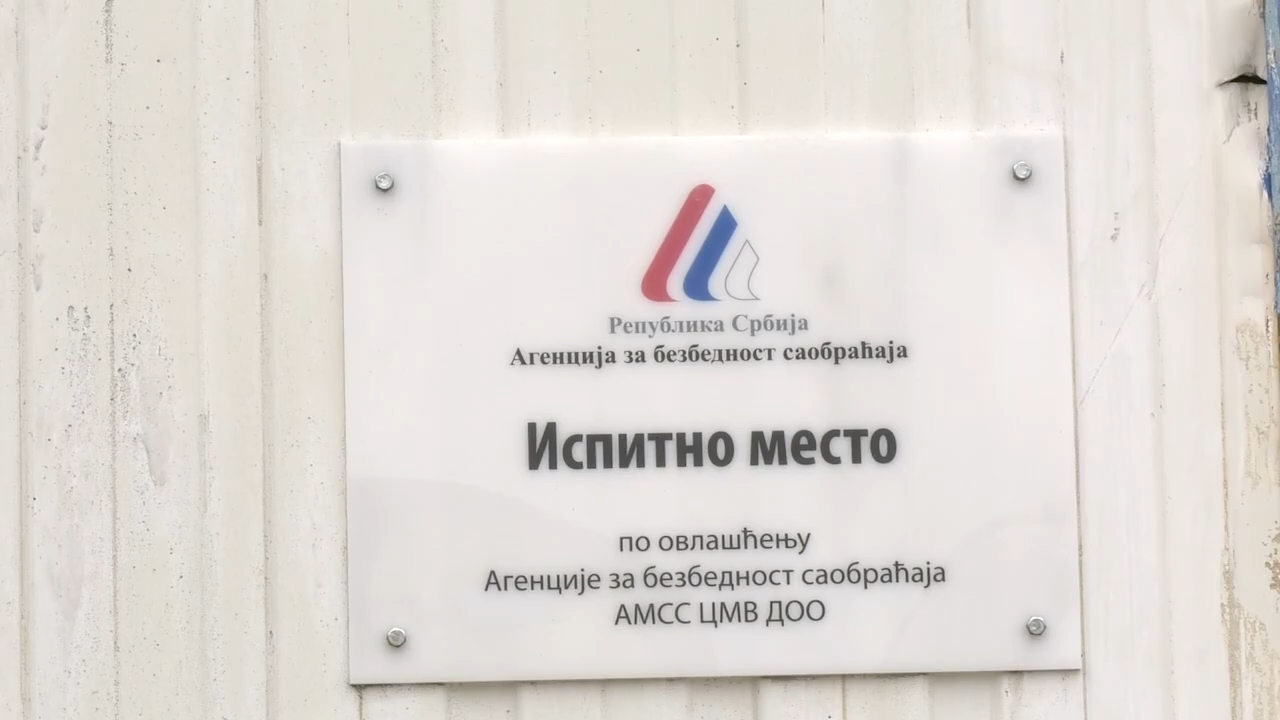 Република Србија
Агенција за безбедност саобраћаја
Испитно место
по овлашћењу
Агенције за безбедност саобраћаја
АМСС ЦМВ ДОО